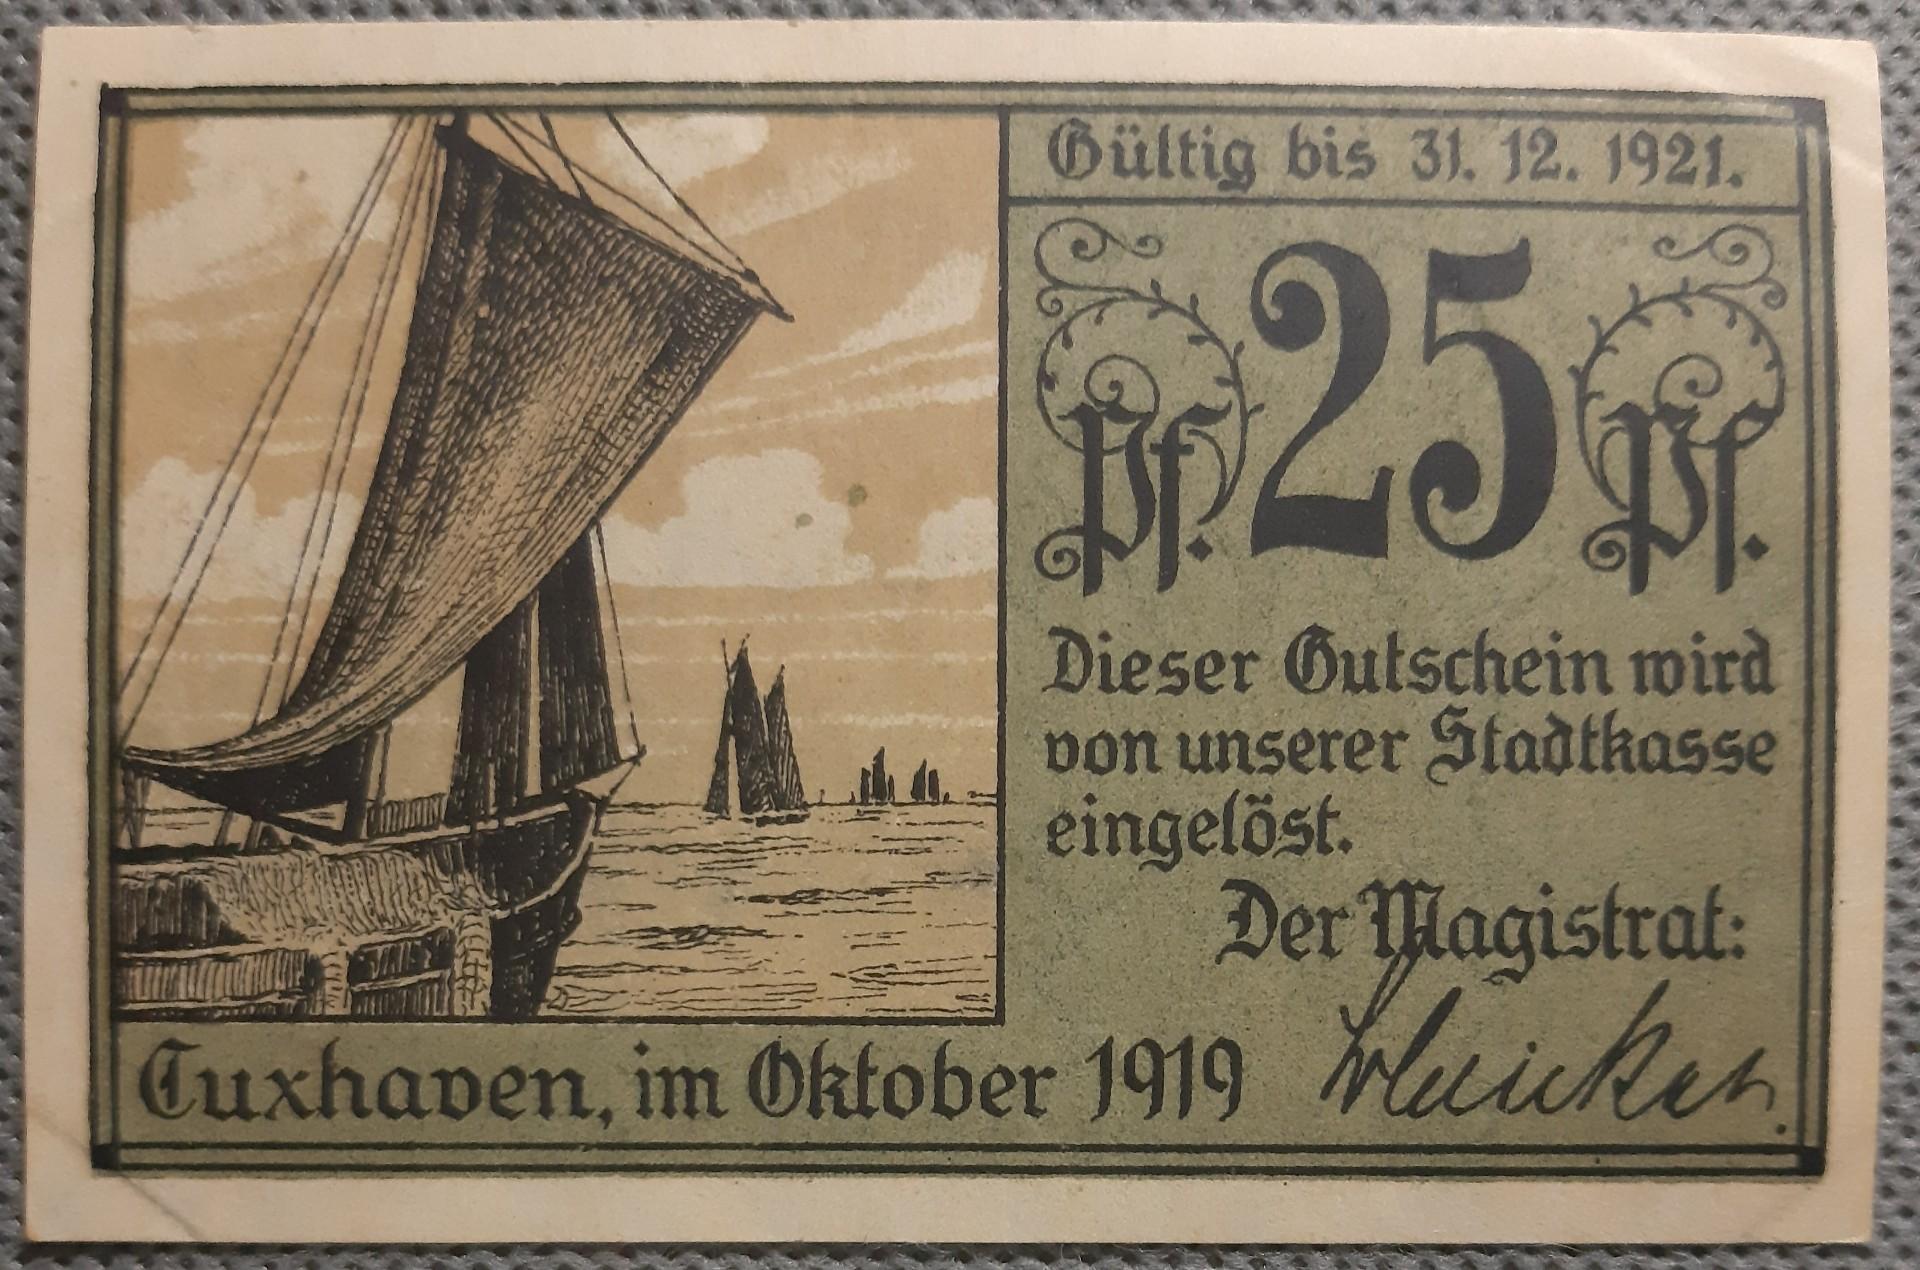 Gültig bis 31. 12. 1921.
Pf. 25 Pf.
Dieser Gutschein wird
von unserer Stadtkasse
eingelöst.
Der Magistrat:
Cuxhaven, im Oktober 1919